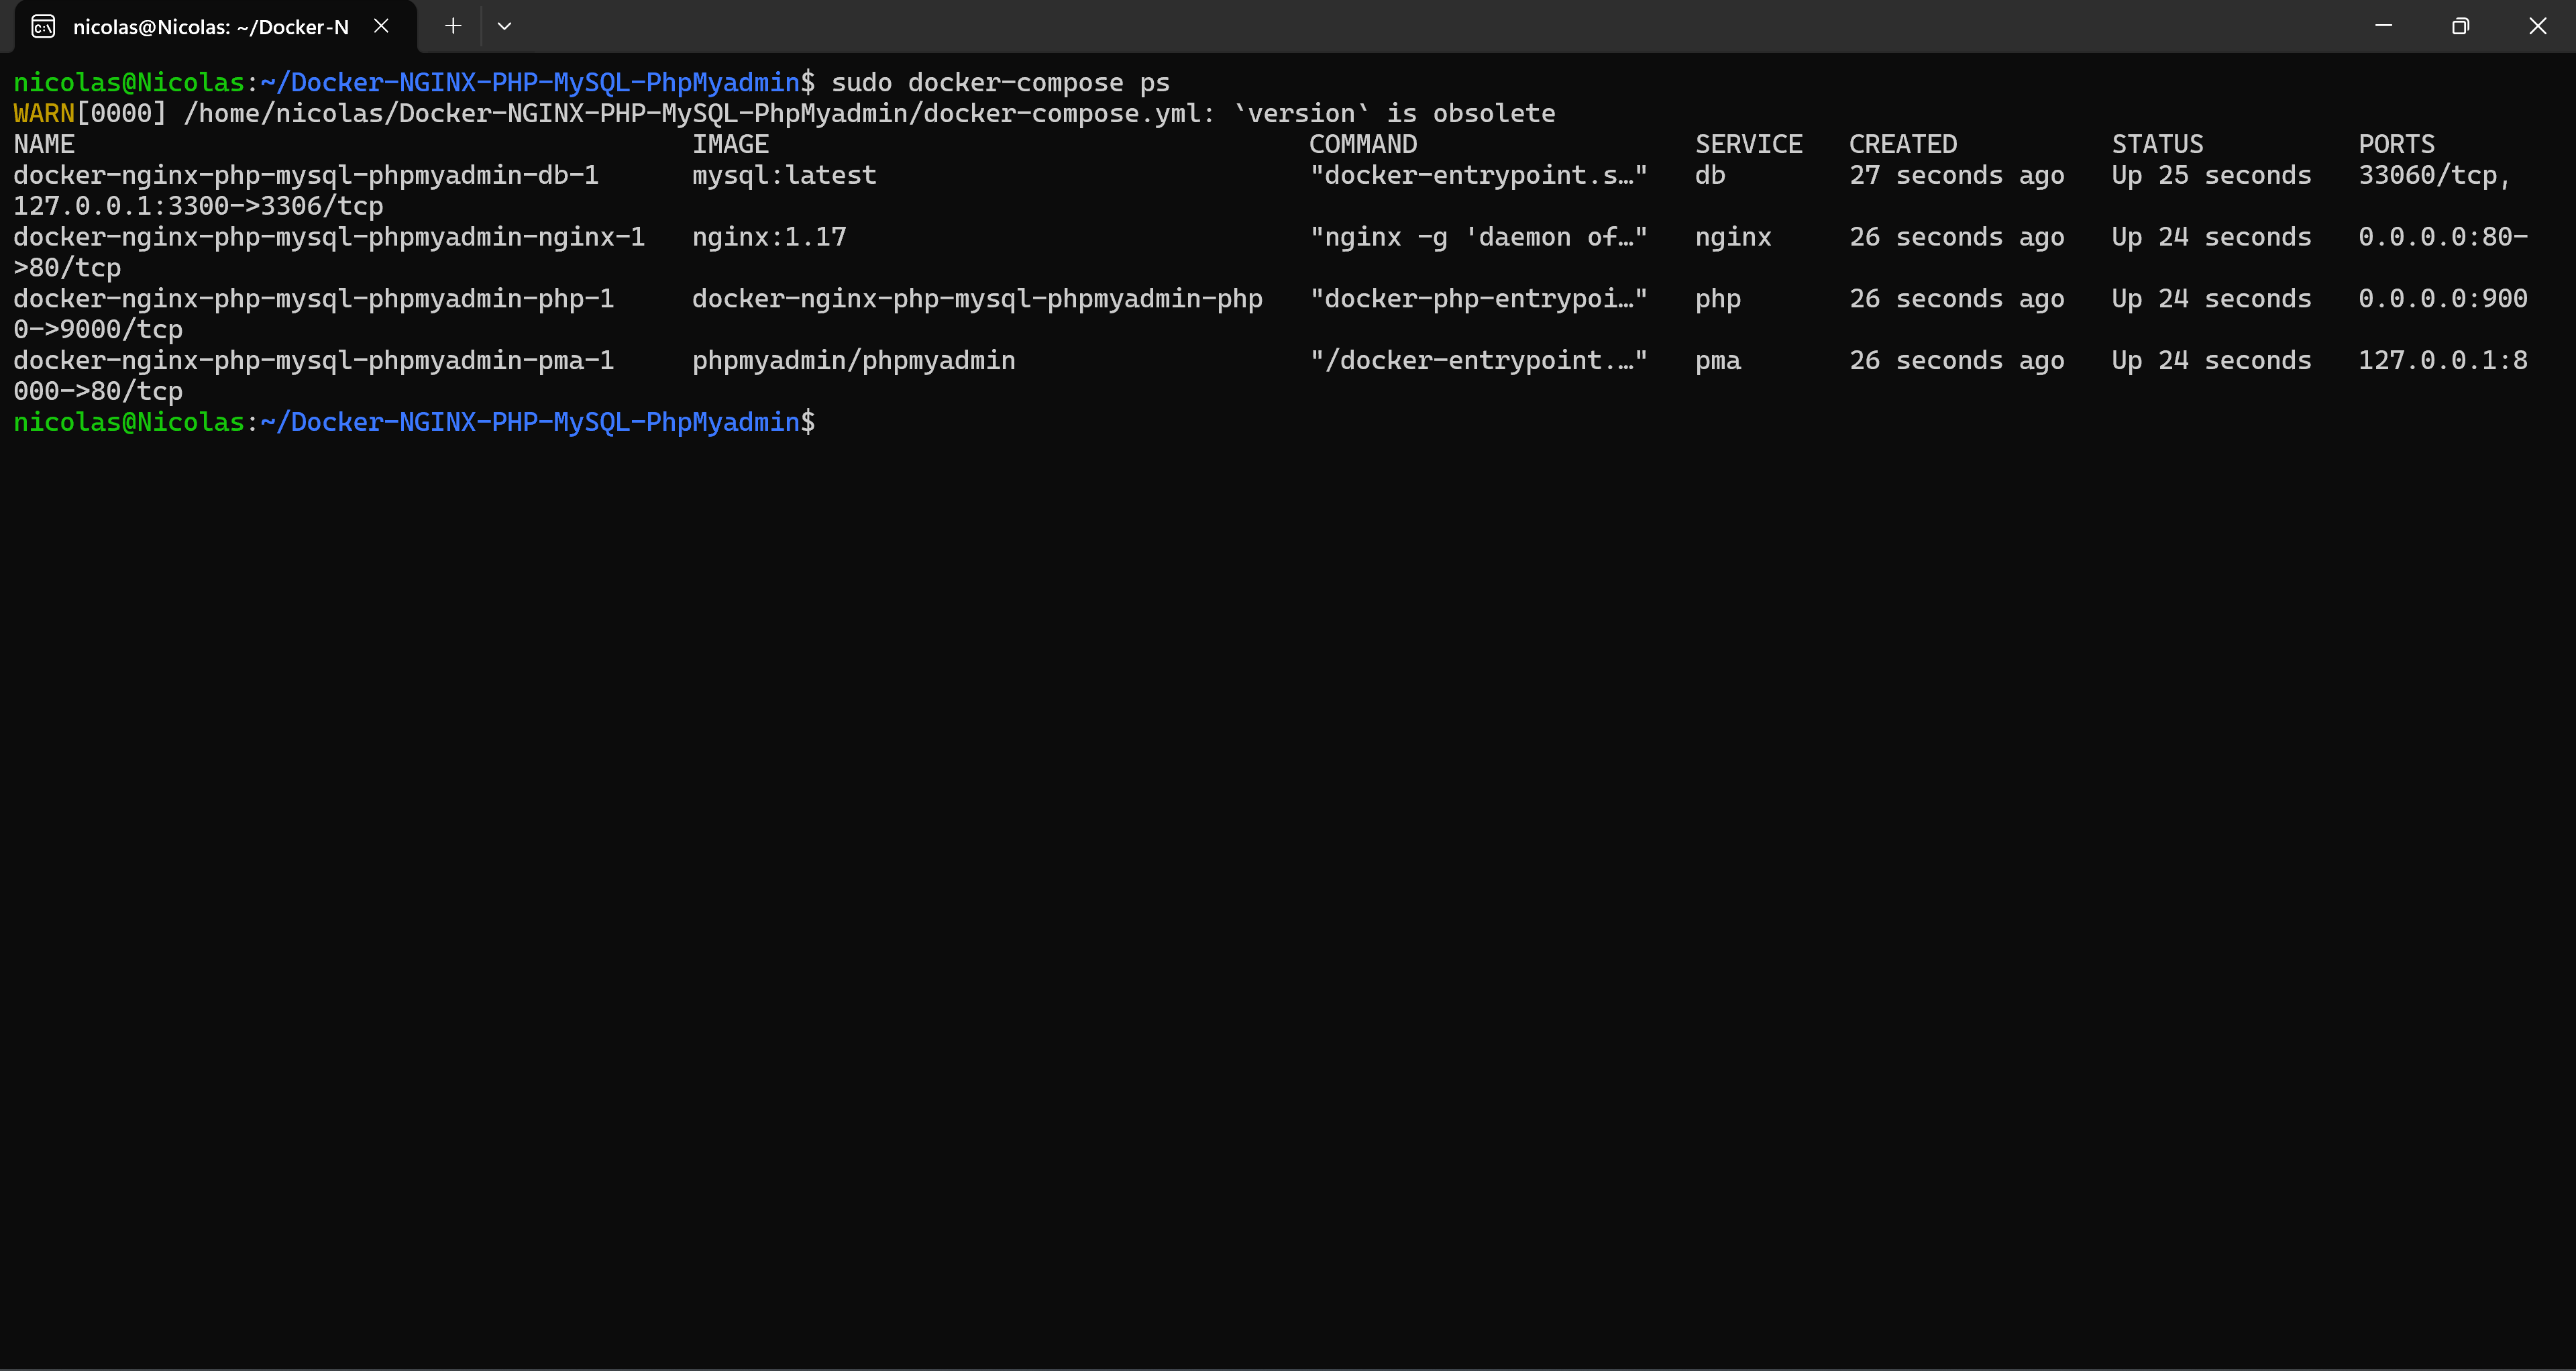 nicolas@Nicolas: ~/Docker-N
nicolas@Nicolas:~/Docker-NGINX-PHP-MySQL-PhpMyadmin$ sudo docker-compose ps
WARN[0000] /home/nicolas/Docker-NGINX-PHP-MySQL-PhpMyadmin/docker-compose.yml: `version` is obsolete
NAME IMAGE COMMAND SERVICE CREATED STATUS PORTS
docker-nginx-php-mysql-phpmyadmin-db-1 mysql:latest "docker-entrypoint.s…" db 27 seconds ago Up 25 seconds 33060/tcp,
127.0.0.1:3300->3306/tcp
docker-nginx-php-mysql-phpmyadmin-nginx-1 nginx:1.17 "nginx -g 'daemon of…" nginx 26 seconds ago Up 24 seconds 0.0.0.0:80-
>80/tcp
docker-nginx-php-mysql-phpmyadmin-php-1 docker-nginx-php-mysql-phpmyadmin-php "docker-php-entrypoi…" php 26 seconds ago Up 24 seconds 0.0.0.0:900
0->9000/tcp
docker-nginx-php-mysql-phpmyadmin-pma-1 phpmyadmin/phpmyadmin "/docker-entrypoint.…" pma 26 seconds ago Up 24 seconds 127.0.0.1:8
000->80/tcp
nicolas@Nicolas:~/Docker-NGINX-PHP-MySQL-PhpMyadmin$